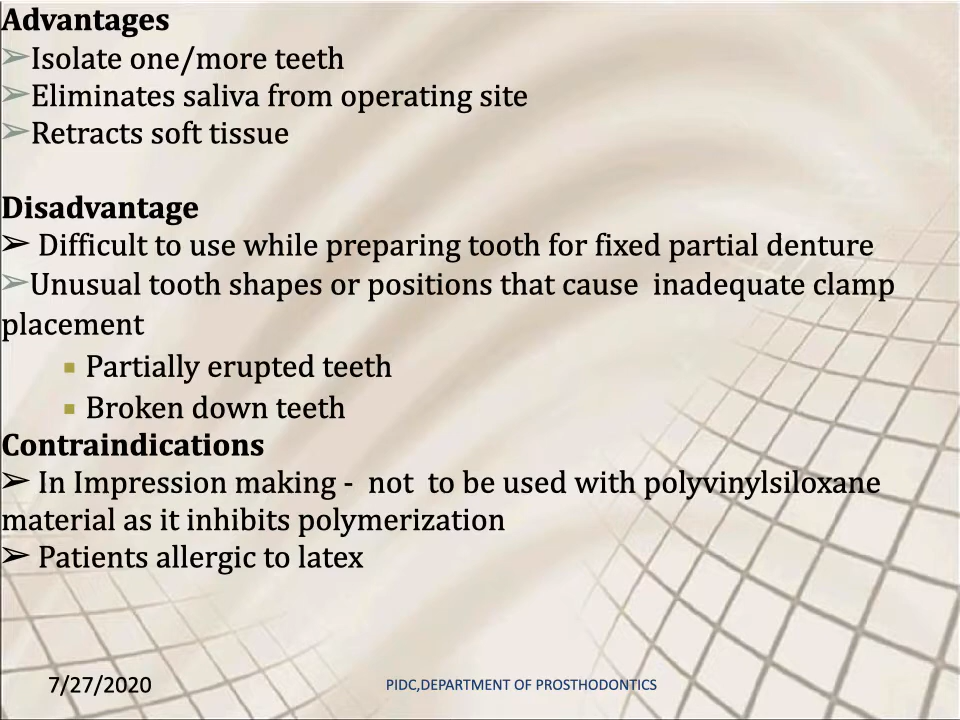 Advantages
➢Isolate one/more teeth
➢Eliminates saliva from operating site
➢Retracts soft tissue
Disadvantage
➢ Difficult to use while preparing tooth for fixed partial denture
➢Unusual tooth shapes or positions that cause  inadequate clamp
placement
▪ Partially erupted teeth
▪ Broken down teeth
Contraindications
➢ In Impression making -  not  to be used with polyvinylsiloxane
material as it inhibits polymerization
➢ Patients allergic to latex
7/27/2020
PIDC,DEPARTMENT OF PROSTHODONTICS